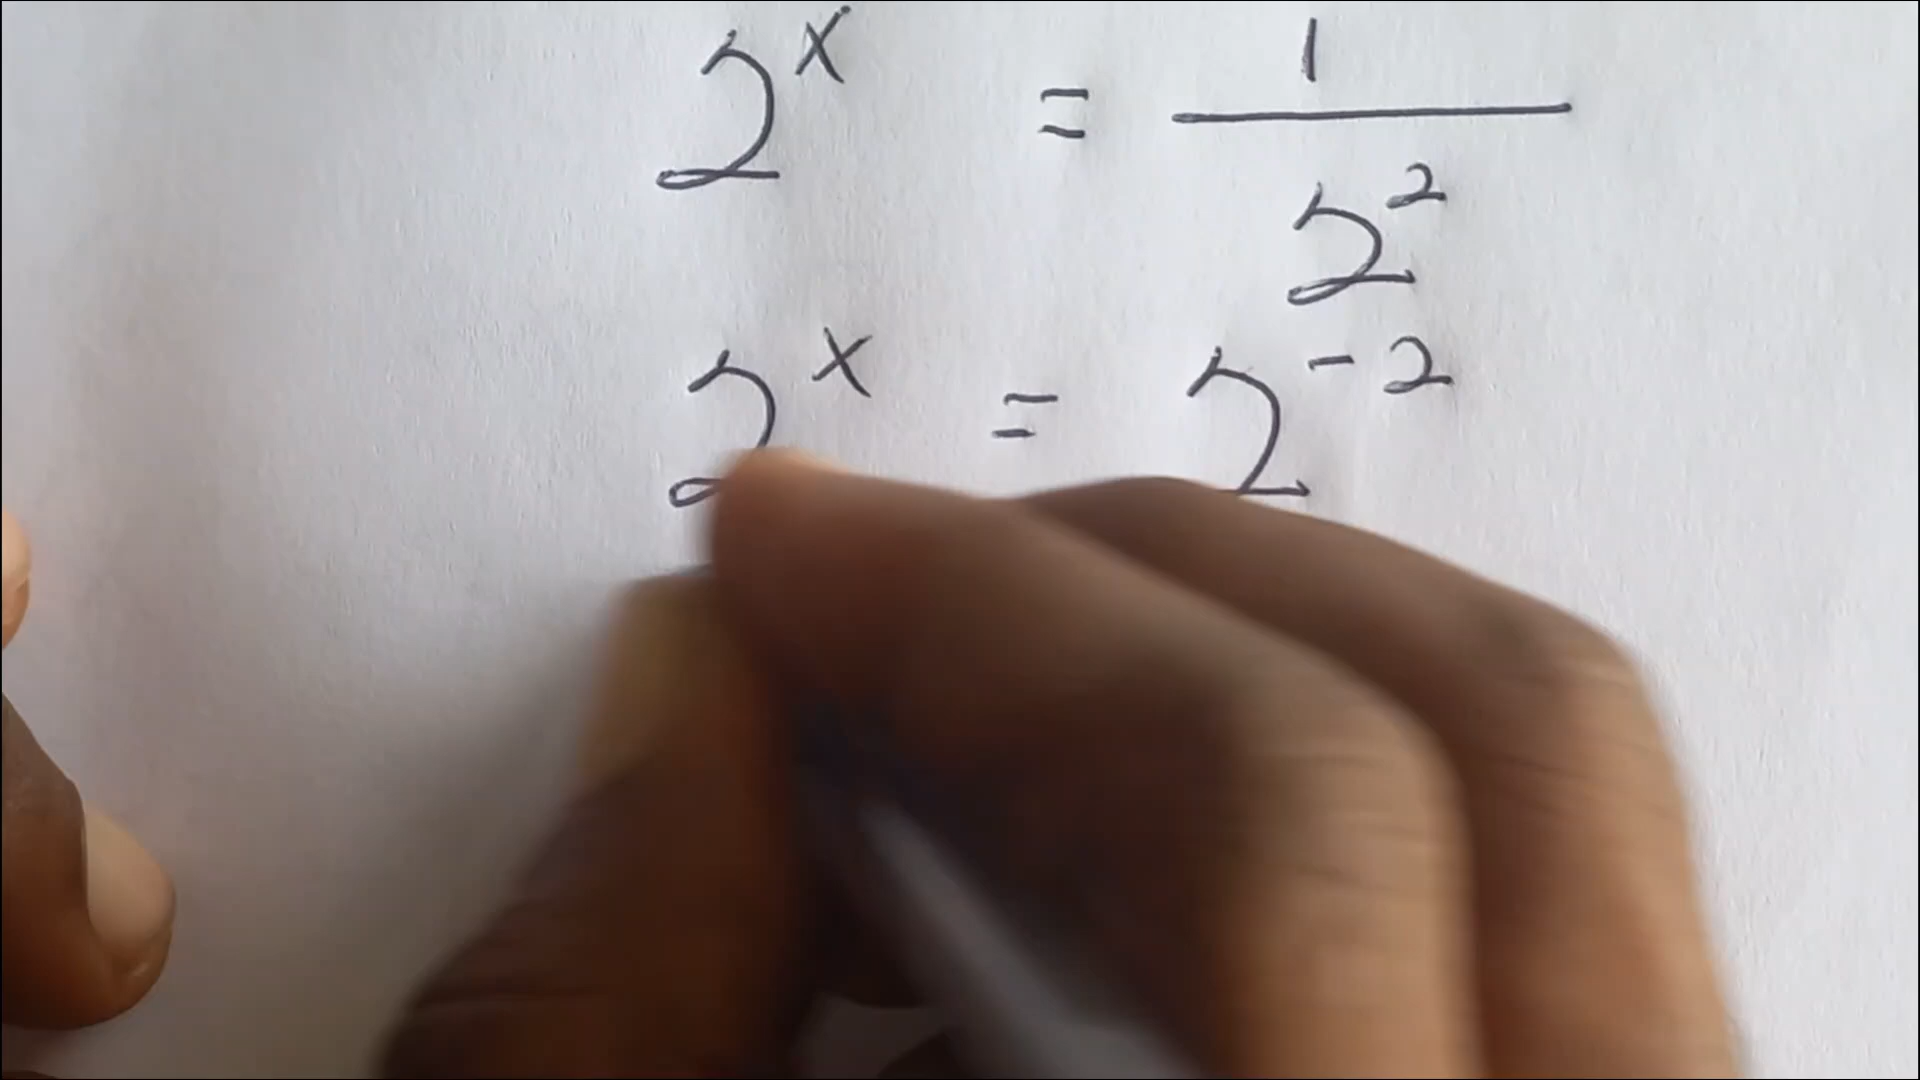 2^x = 1/2^2
2^x = 2^-2